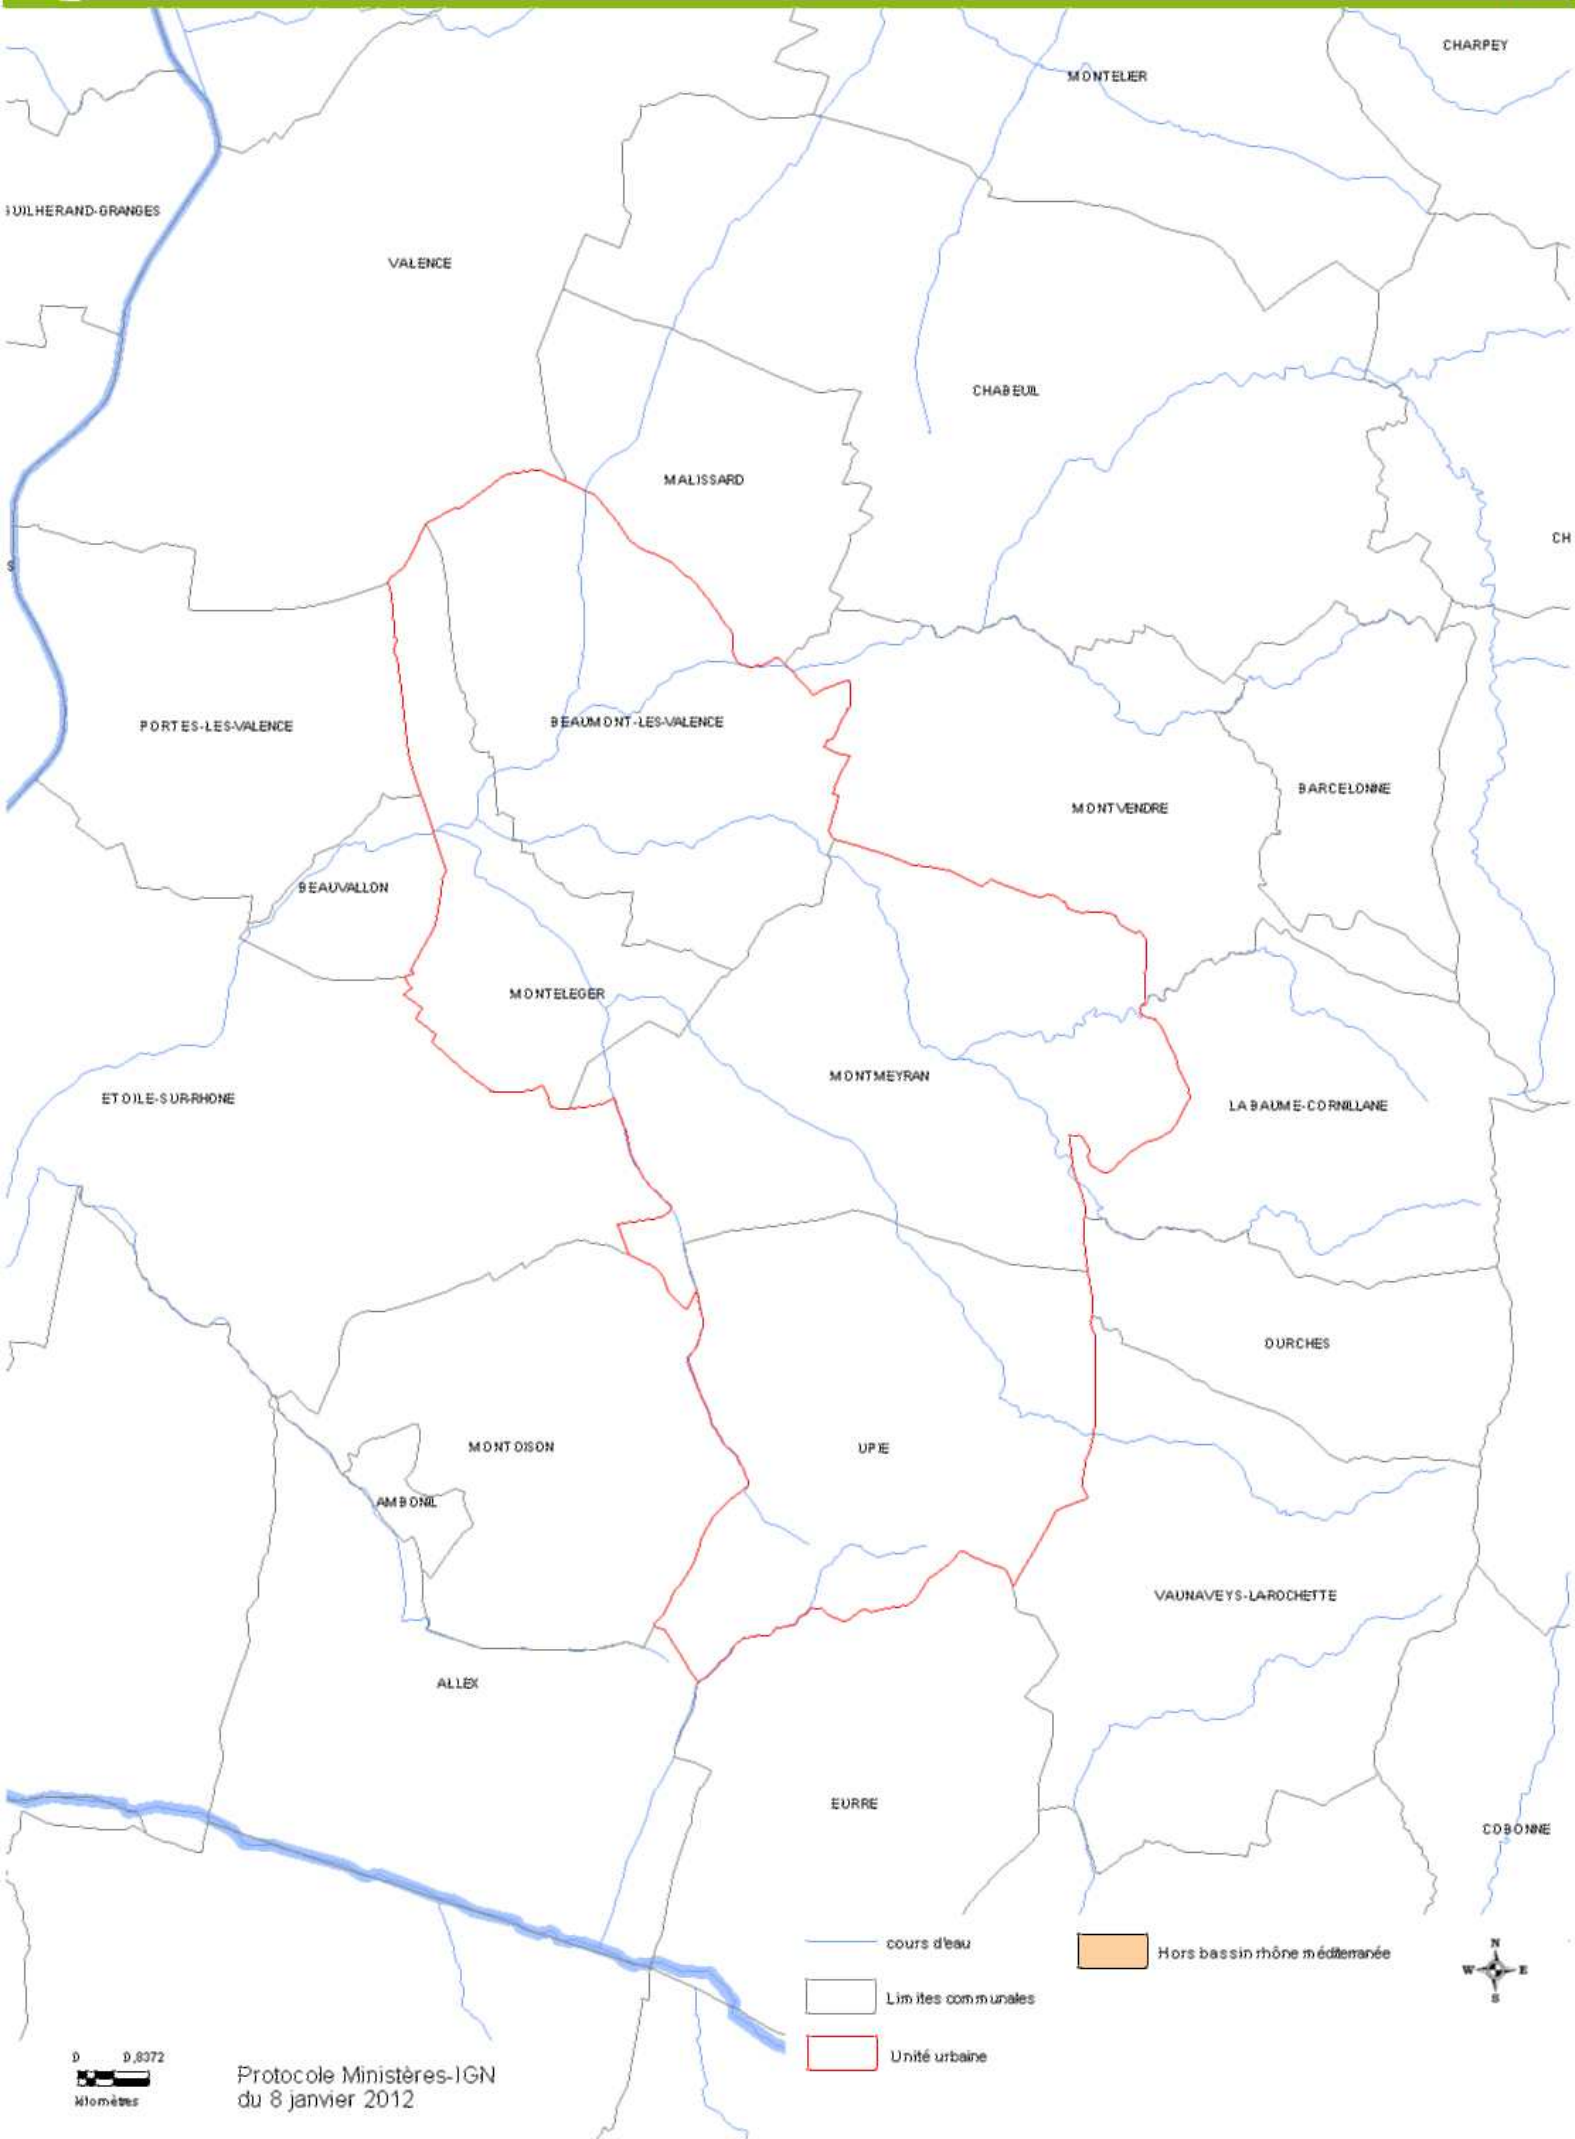 CHARPEY
MONTELIER
GUILHERAND-GRANGES
VALENCE
CHABEUIL
MALISSARD
CH
S
PORTES-LES-VALENCE
BEAUMONT-LES-VALENCE
BARCELONNE
MONTVENDRE
BEAUVALLON
MONTELEGER
MONTMEYRAN
ETOILE-SUR-RHONE
LA BAUME-CORNILLANE
OURCHES
MONTOISON
UPIE
AMBONIL
VAUNAVEYS-LA-ROCHETTE
ALLEX
EURRE
COBONNE
cours d'eau
Hors bassin rhône méditerranée
Limites communales
Unité urbaine
N
W E
S
0 0,8372
kilomètres
Protocole Ministères-IGN
du 8 janvier 2012